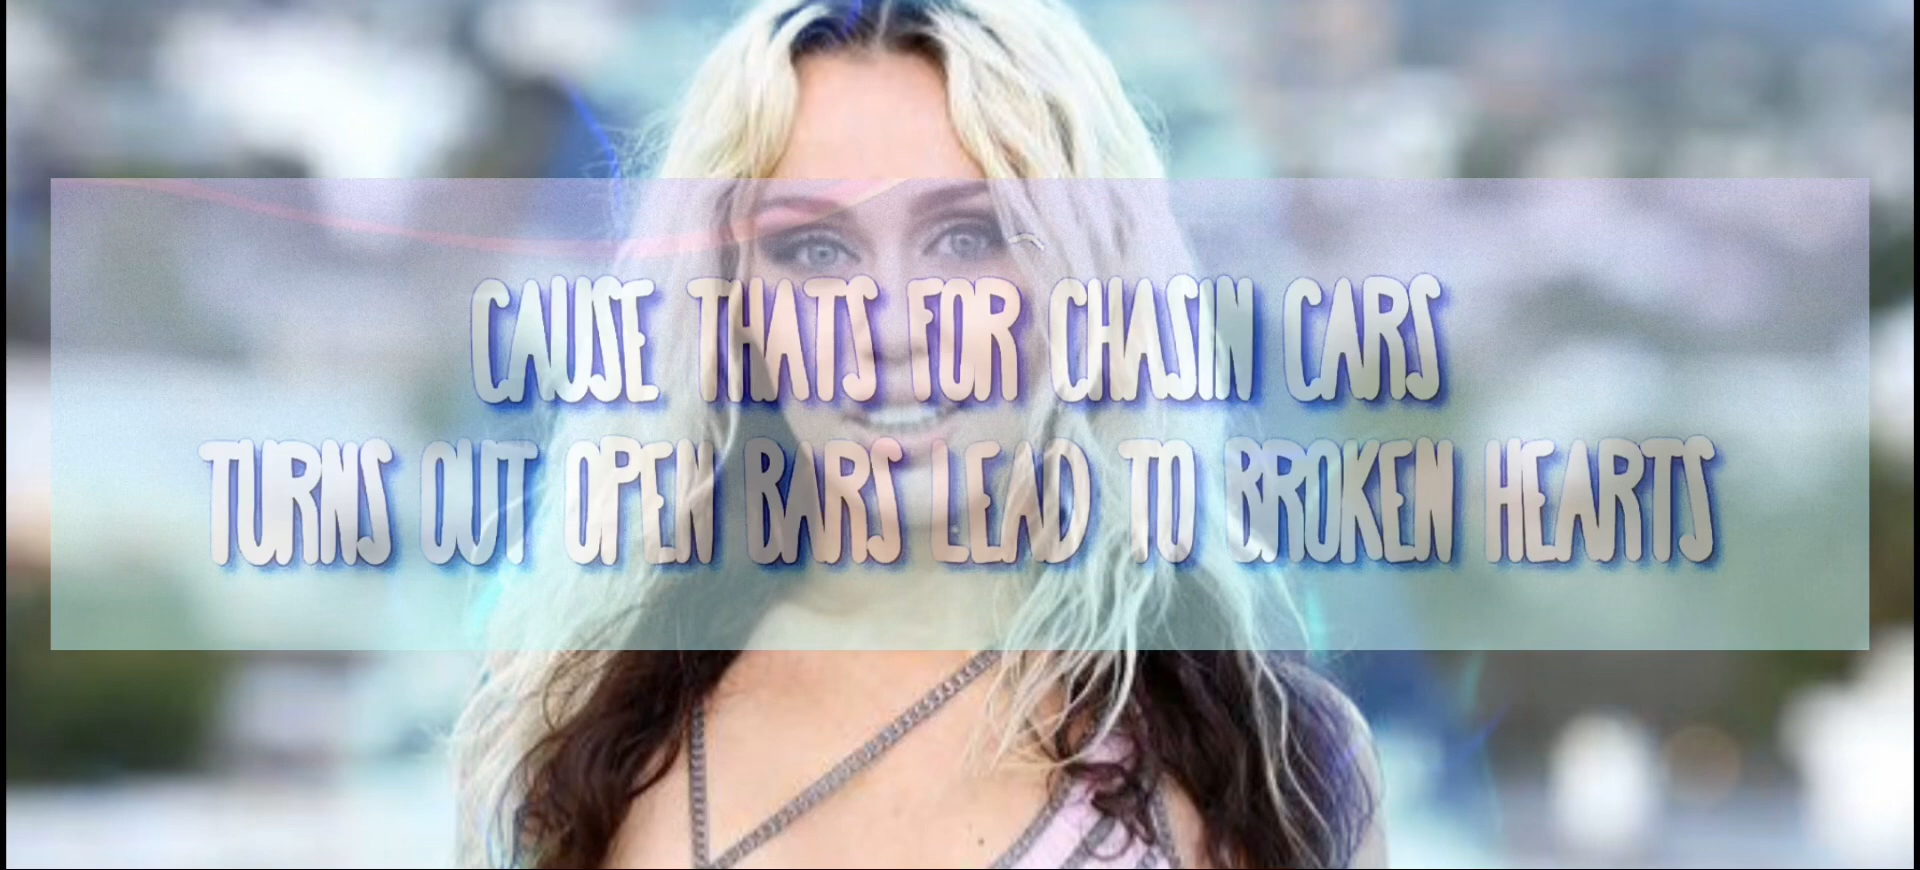 CAUSE THATS FOR CHASIN CARS
TURNS OUT OPEN BARS LEAD TO BROKEN HEARTS